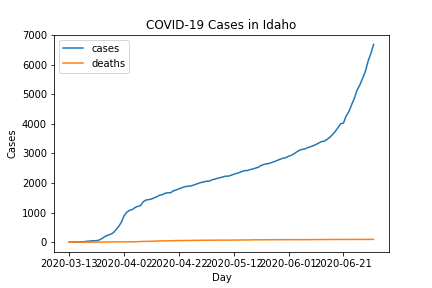 COVID-19 Cases in Idaho
7000
6000
5000
4000
3000
2000
1000
0
Cases
cases
deaths
2020-03-13 2020-04-02 2020-04-22 2020-05-12 2020-06-01 2020-06-21
Day